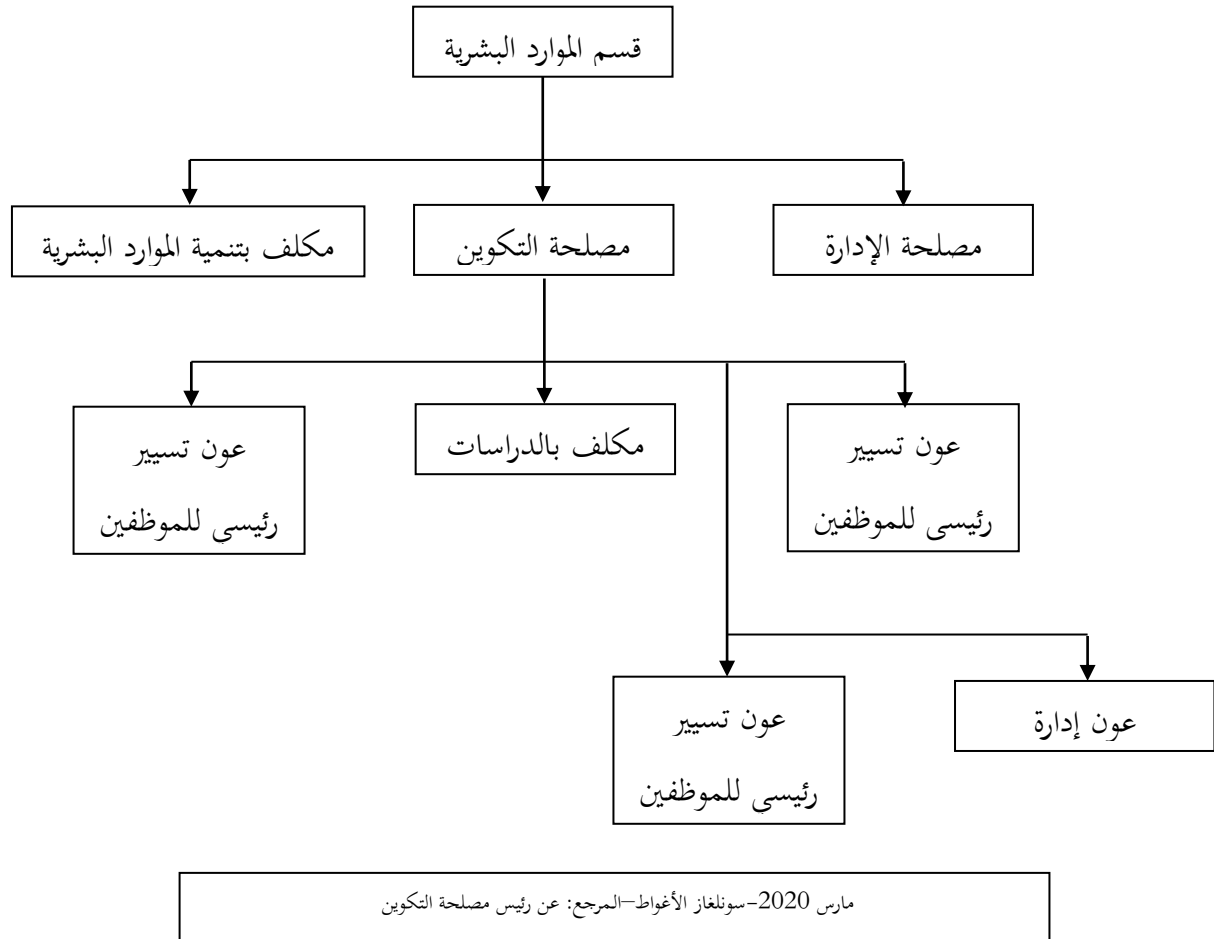 قسم الموارد البشرية
مصلحة الإدارة
مصلحة التكوين
مكلف بتنمية الموارد البشرية
عون تسيير
رئيسي للموظفين
مكلف بالدراسات
عون تسيير
رئيسي للموظفين
عون إدارة
عون تسيير
رئيسي للموظفين
مارس 2020-سونلغاز الأغواط–المرجع: عن رئيس مصلحة التكوين